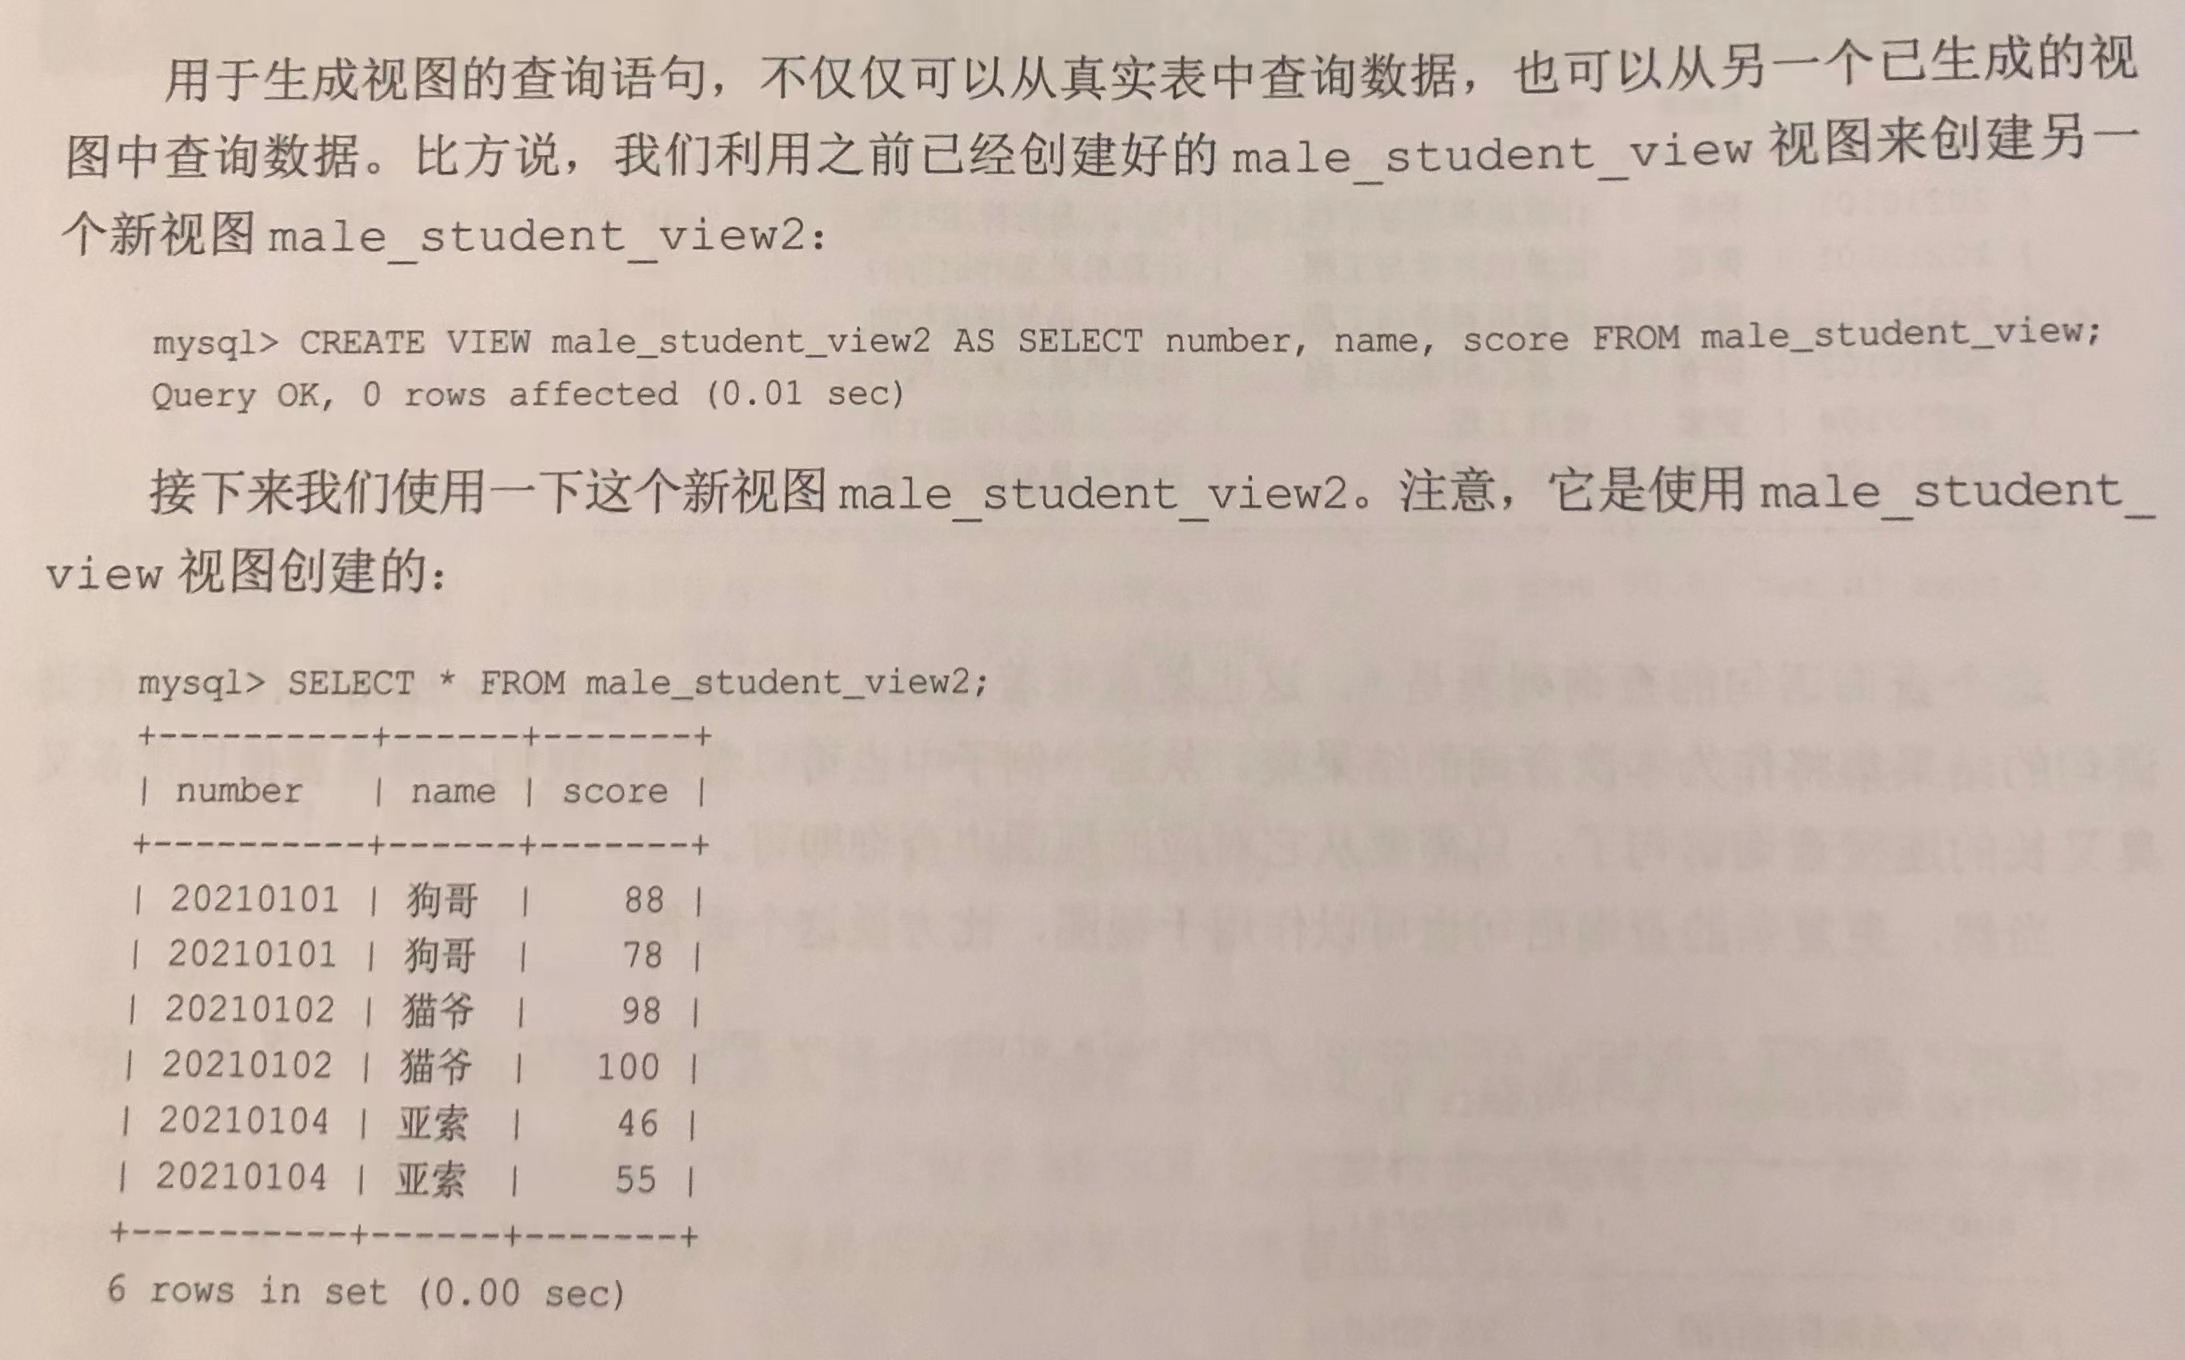 用于生成视图的查询语句，不仅仅可以从真实表中查询数据，也可以从另一个已生成的视
图中查询数据。比方说，我们利用之前已经创建好的 male_student_view 视图来创建另一
个新视图 male_student_view2：
mysql> CREATE VIEW male_student_view2 AS SELECT number, name, score FROM male_student_view;
Query OK, 0 rows affected (0.01 sec)
接下来我们使用一下这个新视图 male_student_view2。注意，它是使用 male_student_
view 视图创建的：
mysql> SELECT * FROM male_student_view2;
+----------+------+-------+
| number   | name | score |
+----------+------+-------+
| 20210101 | 狗哥 |    88 |
| 20210101 | 狗哥 |    78 |
| 20210102 | 猫爷 |    98 |
| 20210102 | 猫爷 |   100 |
| 20210104 | 亚索 |    46 |
| 20210104 | 亚索 |    55 |
+----------+------+-------+
6 rows in set (0.00 sec)